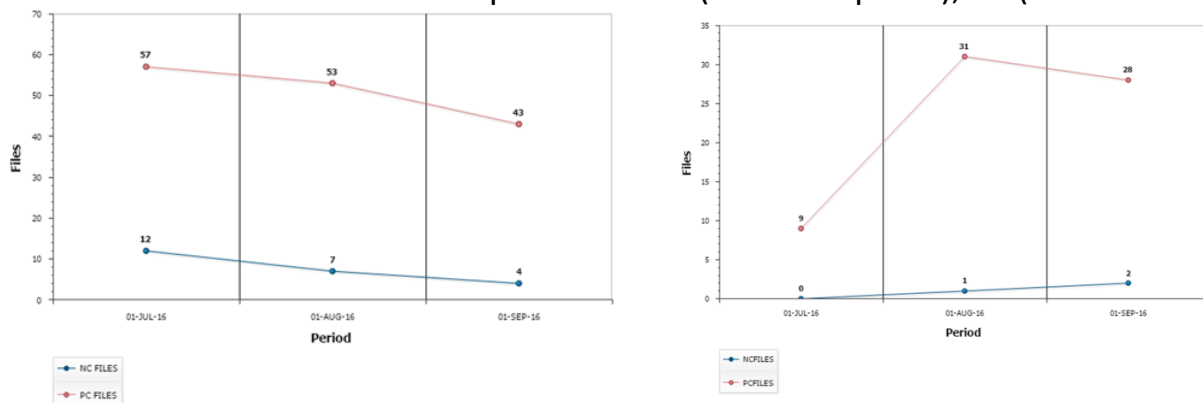 70
60
57
53
50
43
40
Files
30
20
12
10
7
4
0
01-JUL-16
01-AUG-16
01-SEP-16
Period
NC FILES
PC FILES
35
31
30
28
25
20
Files
15
10
9
5
0
1
2
0
01-JUL-16
01-AUG-16
01-SEP-16
Period
NCFILES
PCFILES